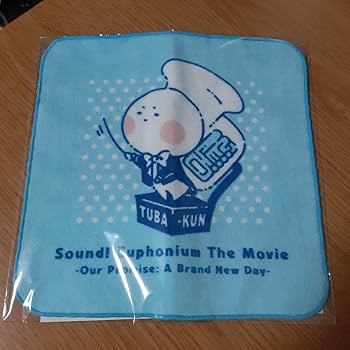 TUBA-KUN
Sound! Euphonium The Movie
-Our Promise: A Brand New Day-